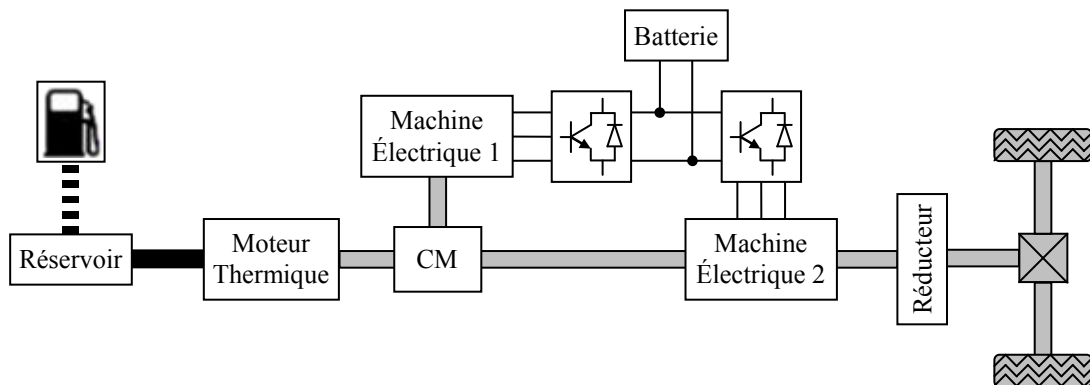 Batterie
Machine
Électrique 1
Réservoir
Moteur
Thermique
CM
Machine
Électrique 2
Réducteur